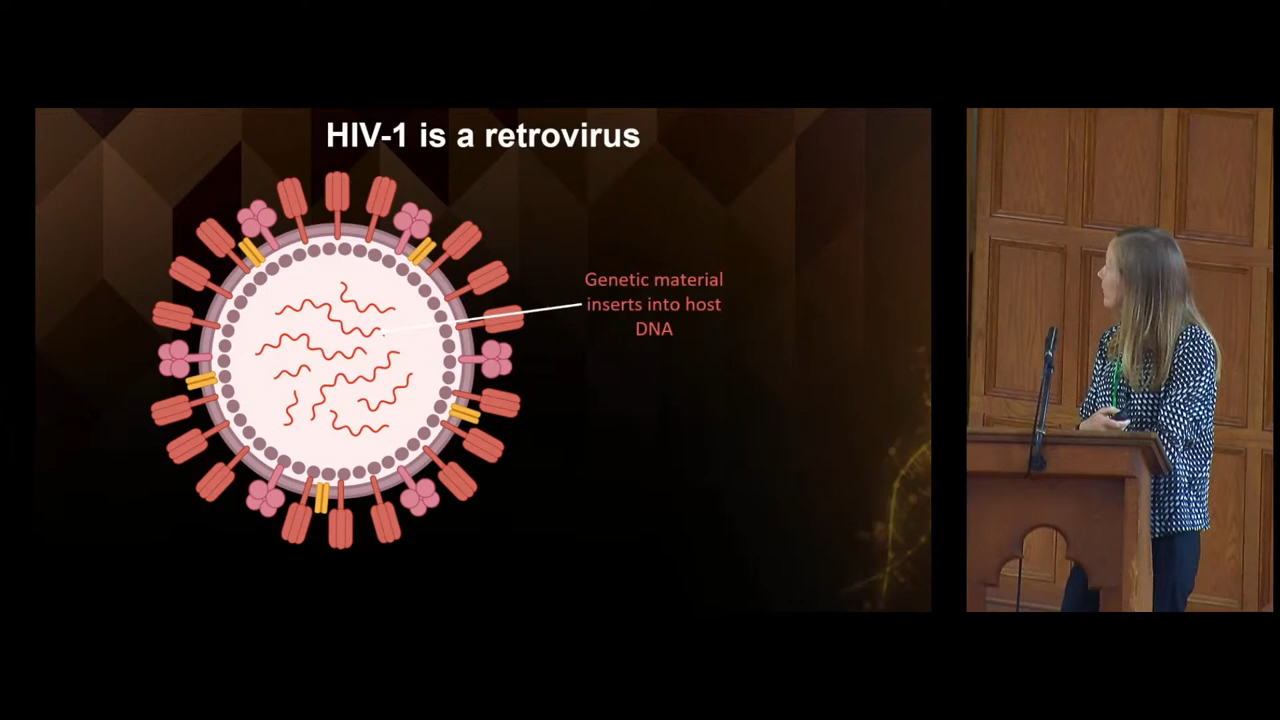 HIV-1 is a retrovirus
Genetic material
inserts into host
DNA